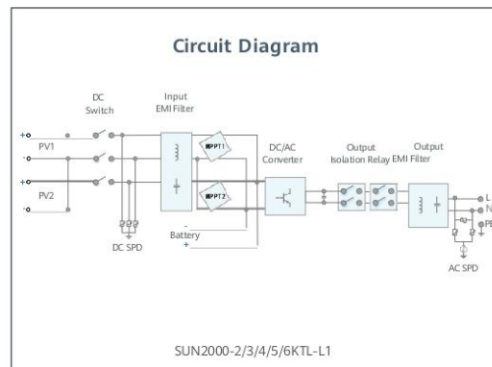 Circuit Diagram
DC
Switch
Input
EMI Filter
+
PV1
-
+
PV2
-
MPPT1
MPPT2
DC/AC
Converter
Output
Isolation Relay
Output
EMI Filter
DC SPD
-
Battery
+
L
N
PE
AC SPD
SUN2000-2/3/4/5/6KTL-L1